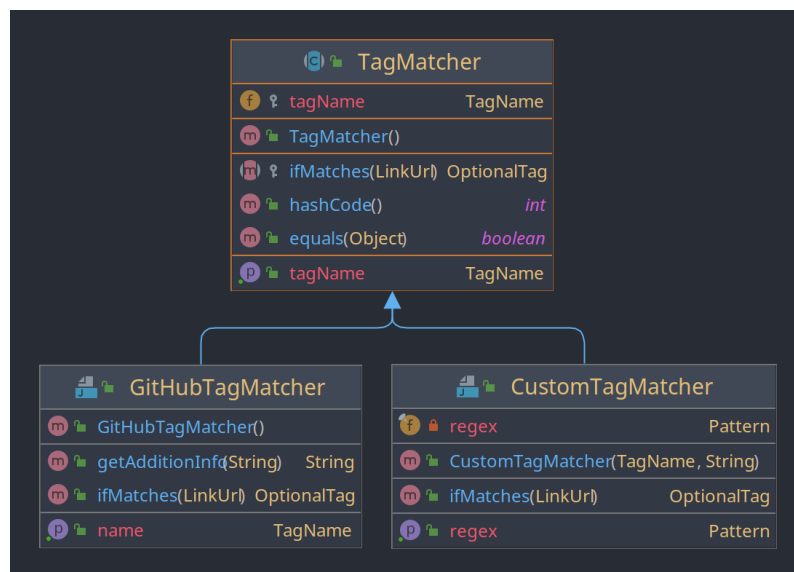 TagMatcher
tagName TagName
TagMatcher()
ifMatches(LinkUrl) OptionalTag
hashCode() int
equals(Object) boolean
tagName TagName
GitHubTagMatcher
GitHubTagMatcher()
getAdditionInfo(String) String
ifMatches(LinkUrl) OptionalTag
name TagName
CustomTagMatcher
regex Pattern
CustomTagMatcher(TagName, String)
ifMatches(LinkUrl) OptionalTag
regex Pattern